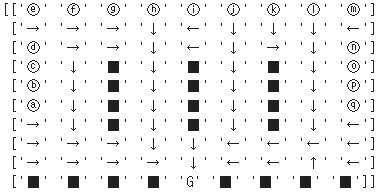 [['ⓔ' 'ⓕ' 'ⓖ' 'ⓗ' 'ⓘ' 'ⓙ' 'ⓚ' 'ⓛ' 'ⓜ']
['→' '→' '→' '↓' '←' '↓' '↓' '↓' '←']
['ⓓ' '→' '→' '↓' '←' '↓' '→' '↓' 'ⓝ']
['ⓒ' '↓' '■' '↓' '■' '↓' '■' '↓' 'ⓞ']
['ⓑ' '↓' '■' '↓' '■' '↓' '■' '↓' 'ⓟ']
['ⓐ' '↓' '■' '↓' '■' '↓' '■' '↓' 'ⓠ']
['→' '↓' '■' '↓' '■' '↓' '■' '↓' '←']
['→' '→' '→' '↓' '↓' '←' '←' '←' '←']
['→' '→' '→' '→' '↓' '←' '←' '↑' '←']
['■' '■' '■' '■' 'G' '■' '■' '■' '■']]